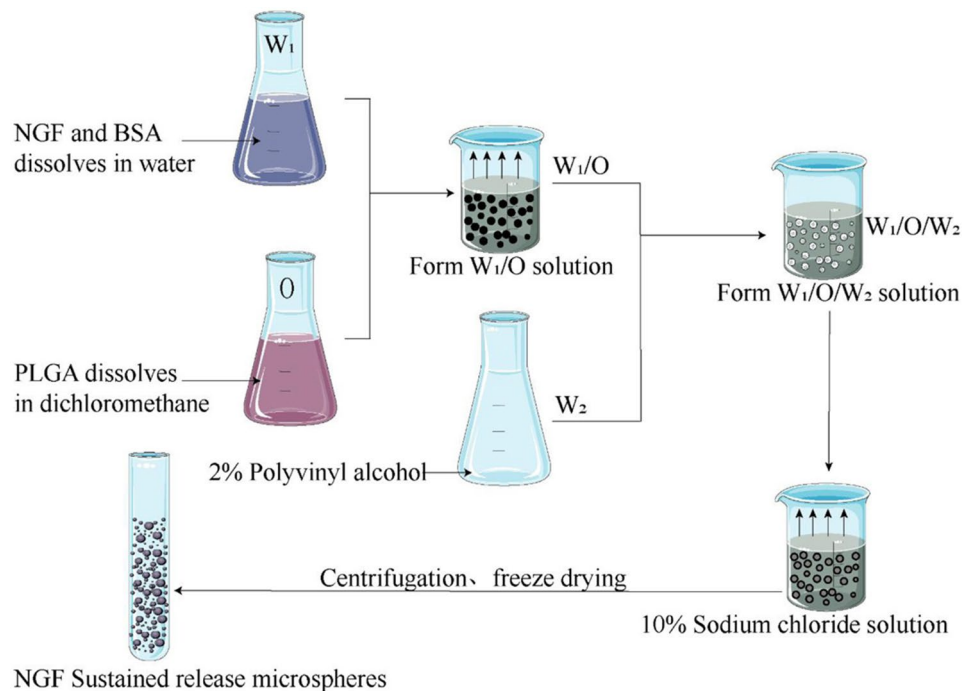 W₁
NGF and BSA
dissolves in water
O
PLGA dissolves
in dichloromethane
W₁/O
Form W₁/O solution
W₂
2% Polyvinyl alcohol
W₁/O/W₂
Form W₁/O/W₂ solution
10% Sodium chloride solution
Centrifugation、freeze drying
NGF Sustained release microspheres